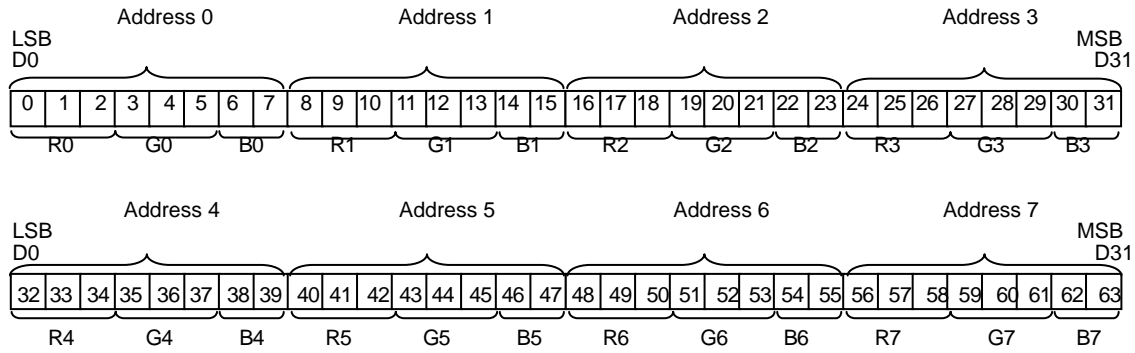 Address 0 Address 1 Address 2 Address 3
LSB MSB
D0 D31
0 1 2 3 4 5 6 7 8 9 10 11 12 13 14 15 16 17 18 19 20 21 22 23 24 25 26 27 28 29 30 31
R0 G0 B0 R1 G1 B1 R2 G2 B2 R3 G3 B3
Address 4 Address 5 Address 6 Address 7
LSB MSB
D0 D31
32 33 34 35 36 37 38 39 40 41 42 43 44 45 46 47 48 49 50 51 52 53 54 55 56 57 58 59 60 61 62 63
R4 G4 B4 R5 G5 B5 R6 G6 B6 R7 G7 B7